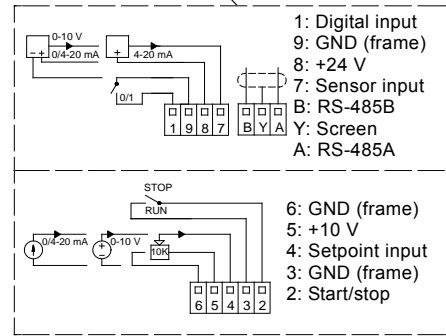 0-10 V
- +
0/4-20 mA
+
4-20 mA
0/1
1 9 8 7
B Y A
1: Digital input
9: GND (frame)
8: +24 V
7: Sensor input
B: RS-485B
Y: Screen
A: RS-485A
STOP
RUN
0/4-20 mA
+
-
0-10 V
10K
6 5 4 3 2
6: GND (frame)
5: +10 V
4: Setpoint input
3: GND (frame)
2: Start/stop